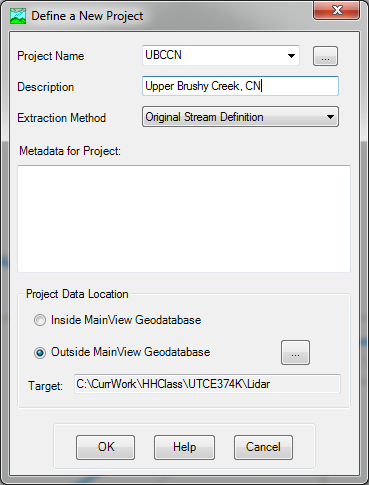 Define a New Project
Project Name UBCCN ...
Description Upper Brushy Creek, CN
Extraction Method Original Stream Definition
Metadata for Project:
Project Data Location
Inside MainView Geodatabase
Outside MainView Geodatabase ...
Target: C:\CurrWork\HHClass\UTCE374K\Lidar
OK Help Cancel